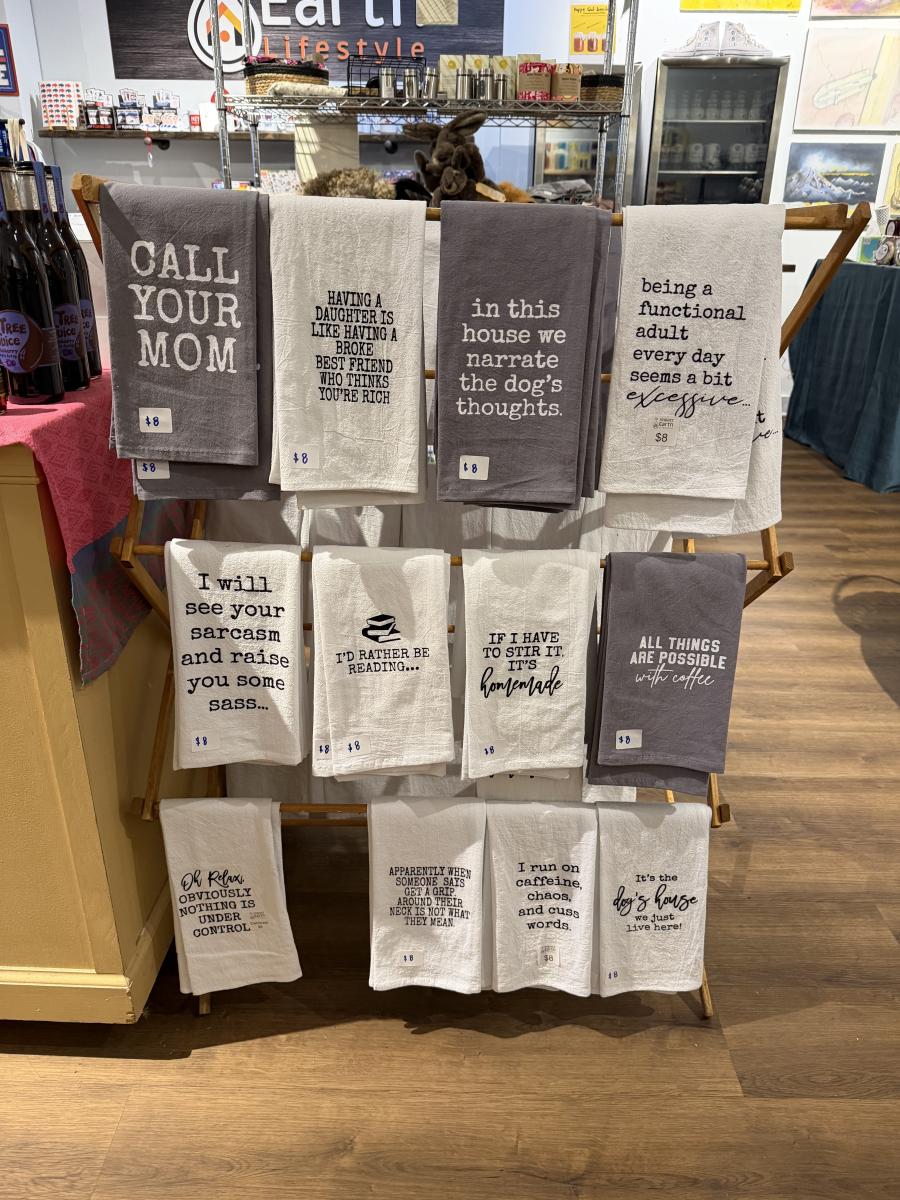 Earth
Lifestyle
CALL
YOUR
MOM
$8
$8
HAVING A
DAUGHTER IS
LIKE HAVING A
BROKE
BEST FRIEND
WHO THINKS
YOU'RE RICH
$8
in this
house we
narrate
the dog's
thoughts.
$8
being a
functional
adult
every day
seems a bit
excessive...
earth
$8
I will
see your
sarcasm
and raise
you some
sass...
$8
I'D RATHER BE
READING...
$8
$8
IF I HAVE
TO STIR IT,
IT'S
homemade
$8
ALL THINGS
ARE POSSIBLE
with coffee
$8
Oh Relax,
OBVIOUSLY
NOTHING IS
UNDER
CONTROL
APPARENTLY WHEN
SOMEONE SAYS
GET A GRIP,
AROUND THEIR
NECK IS NOT WHAT
THEY MEAN.
$8
I run on
caffeine,
chaos,
and cuss
words.
$8
It's the
dog's house
we just
live here!
$8